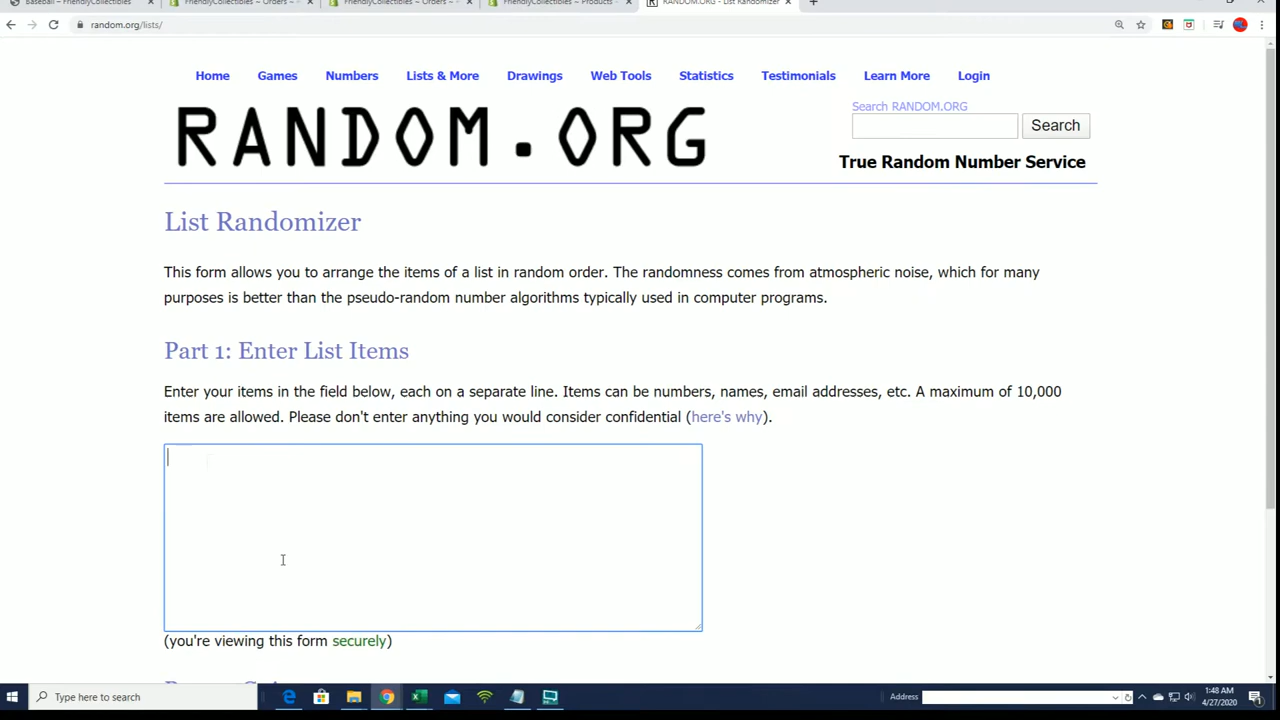 Baseball – FriendlyCollectibles
FriendlyCollectibles ~ Orders ~
FriendlyCollectibles ~ Orders ~
FriendlyCollectibles ~ Products
RANDOM.ORG - List Randomizer
random.org/lists/
Home Games Numbers Lists & More Drawings Web Tools Statistics Testimonials Learn More Login
RANDOM.ORG
Search RANDOM.ORG
Search
True Random Number Service
List Randomizer
This form allows you to arrange the items of a list in random order. The randomness comes from atmospheric noise, which for many
purposes is better than the pseudo-random number algorithms typically used in computer programs.
Part 1: Enter List Items
Enter your items in the field below, each on a separate line. Items can be numbers, names, email addresses, etc. A maximum of 10,000
items are allowed. Please don't enter anything you would consider confidential (here's why).
(you're viewing this form securely)
Type here to search
Address
1:48 AM
4/27/2020